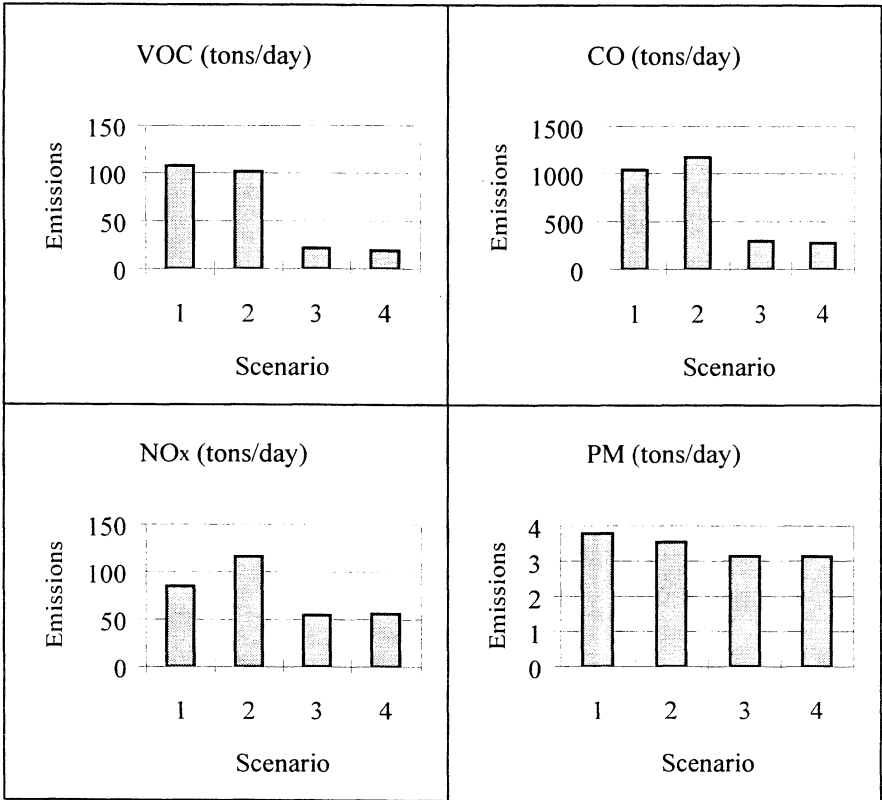 VOC (tons/day)
Emissions
150
100
50
0
1 2 3 4
Scenario
CO (tons/day)
Emissions
1500
1000
500
0
1 2 3 4
Scenario
NOx (tons/day)
Emissions
150
100
50
0
1 2 3 4
Scenario
PM (tons/day)
Emissions
4
3
2
1
0
1 2 3 4
Scenario